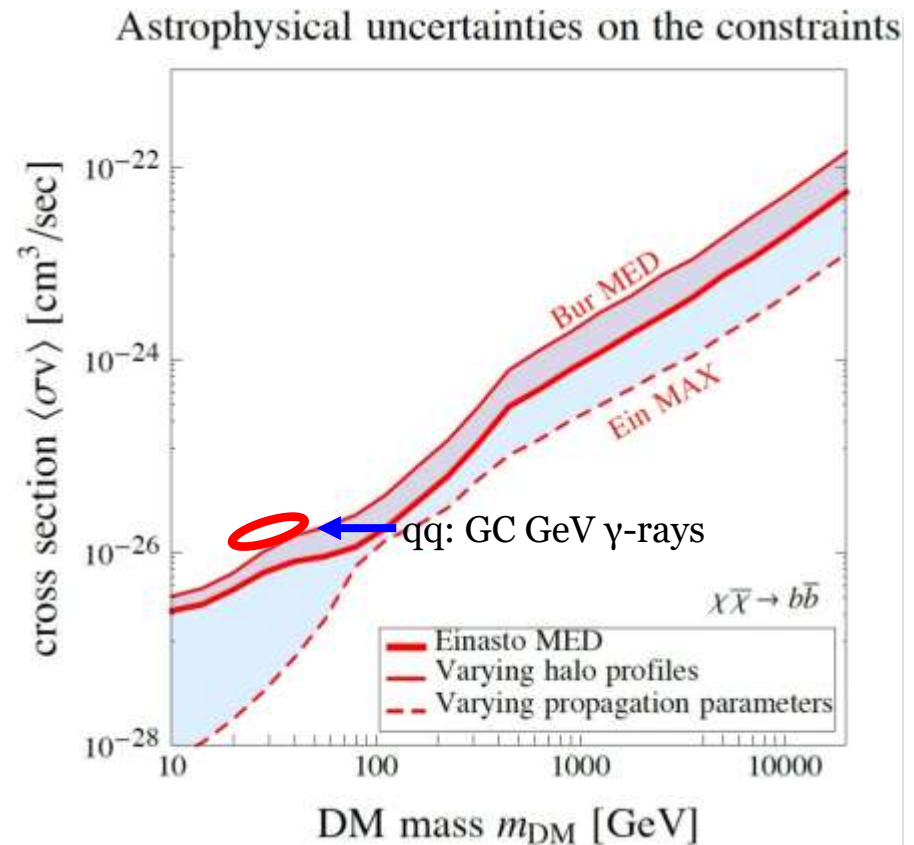 Astrophysical uncertainties on the constraints
cross section ⟨σv⟩ [cm³/sec]
10⁻²²
10⁻²⁴
10⁻²⁶
10⁻²⁸
Bur MED
Ein MAX
qq: GC GeV γ-rays
χχ̄ → bb̄
Einasto MED
Varying halo profiles
Varying propagation parameters
10
100
1000
10000
DM mass m_DM [GeV]